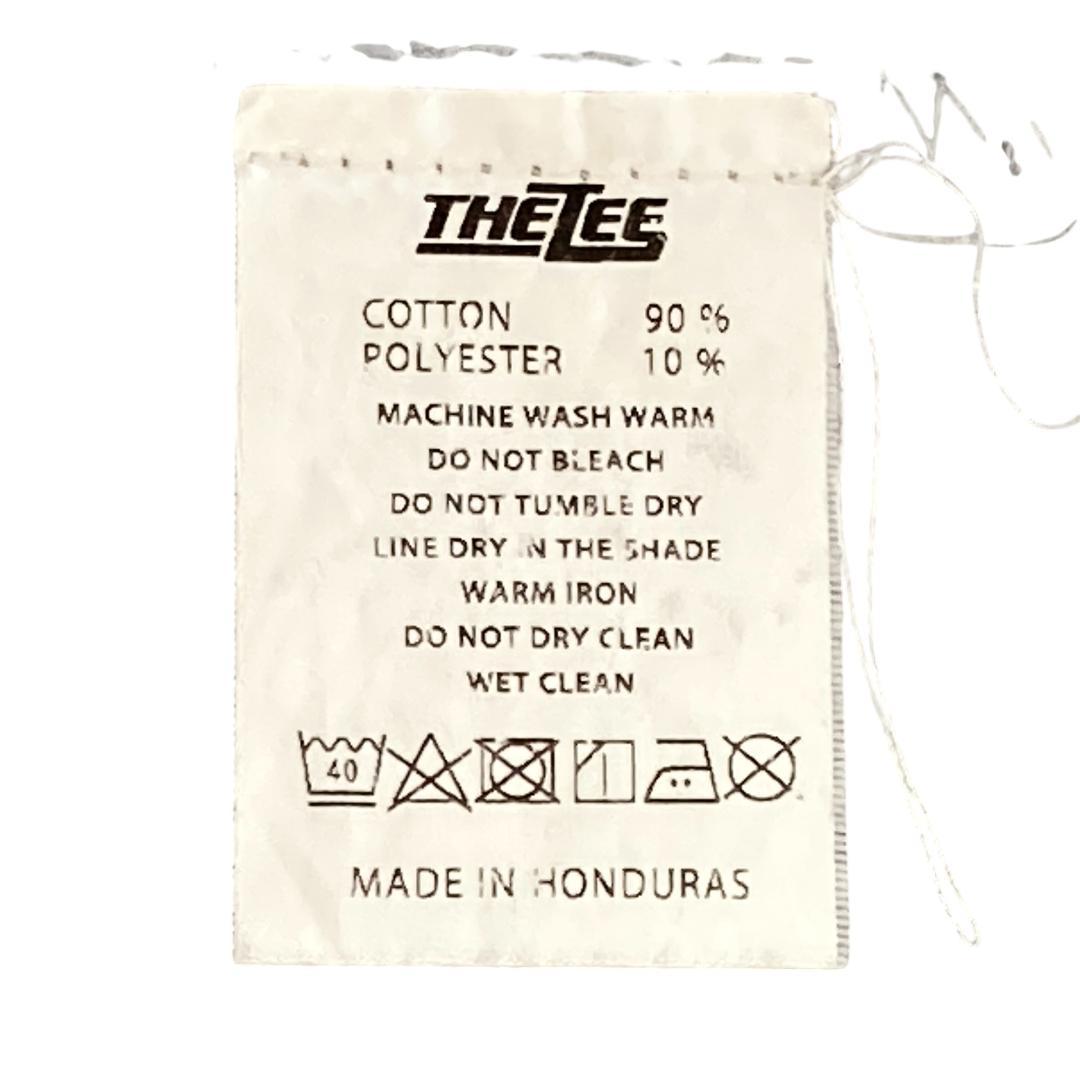 THETEE
COTTON 90 %
POLYESTER 10 %
MACHINE WASH WARM
DO NOT BLEACH
DO NOT TUMBLE DRY
LINE DRY IN THE SHADE
WARM IRON
DO NOT DRY CLEAN
WET CLEAN
40
MADE IN HONDURAS